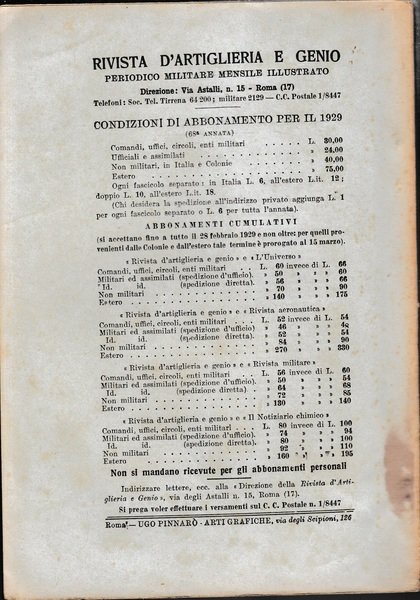 RIVISTA D'ARTIGLIERIA E GENIO
PERIODICO MILITARE MENSILE ILLUSTRATO
Direzione: Via Astalli, n. 15 - Roma (17)
Telefoni: Soc. Tel. Tirrena 64 200; militare 2129 — C.C. Postale 1/8447
CONDIZIONI DI ABBONAMENTO PER IL 1929
(68ª ANNATA)
Comandi, uffici, circoli, enti militari . . . . . L. 30,00
Ufficiali e assimilati . . . . . . . » 24,00
Non militari, in Italia e Colonie . . . . . » 40,00
Estero . . . . . . . . . . » 75,00
Ogni fascicolo separato: in Italia L. 6, all'estero L.it. 12;
doppio L. 10, all'estero L.it. 18.
(Chi desidera la spedizione all'indirizzo privato aggiunga L. 1
per ogni fascicolo separato o L. 6 per tutta l'annata).
ABBONAMENTI CUMULATIVI
(si accettano fino a tutto il 28 febbraio 1929 e non oltre; per quelli pro-
venienti dalle Colonie e dall'estero tale termine è prorogato al 15 marzo).
« Rivista d'artiglieria e genio » e « L'Universo »
Comandi, uffici, circoli, enti militari . . . L. 60 invece di L. 66
Militari ed assimilati (spedizione d'ufficio). » 50 » » 60
Id. id. (spedizione diretta). » 56 » » 66
Non militari . . . . . . » 70 » » 90
Estero . . . . . . . » 140 » » 175
« Rivista d'artiglieria e genio » e « Rivista aeronautica »
Comandi, uffici, circoli, enti militari . . . L. 52 invece di L. 54
Militari ed assimilati (spedizione d'ufficio). » 46 » » 48
Id. id. (spedizione diretta). » 52 » » 54
Non militari . . . . . . » 84 » » 90
Estero . . . . . . . » 270 » » 330
« Rivista d'artiglieria e genio » e « Rivista militare »
Comandi, uffici, circoli, enti militari . . . L. 56 invece di L. 60
Militari ed assimilati (spedizione d'ufficio). » 50 » » 54
Id. id. (spedizione diretta). » 64 » » 68
Non militari . . . . . . » 72 » » 85
Estero . . . . . . . » 130 » » 140
« Rivista d'artiglieria e genio » e « Il Notiziario chimico »
Comandi, uffici, circoli, enti militari . . . L. 80 invece di L. 100
Militari ed assimilati (spedizione d'ufficio). » 74 » » 94
Id. id. (spedizione diretta). » 80 » » 100
Non militari . . . . . . » 92 » » 110
Estero . . . . . . . » 160 » » 195
Non si mandano ricevute per gli abbonamenti personali
Indirizzare lettere, ecc. alla « Direzione della Rivista d'Arti-
glieria e Genio », via degli Astalli n. 15, Roma (17).
Si prega voler effettuare i versamenti sul C. C. Postale n. 1/8447
Roma — UGO PINNARÒ - ARTI GRAFICHE, via degli Scipioni, 126